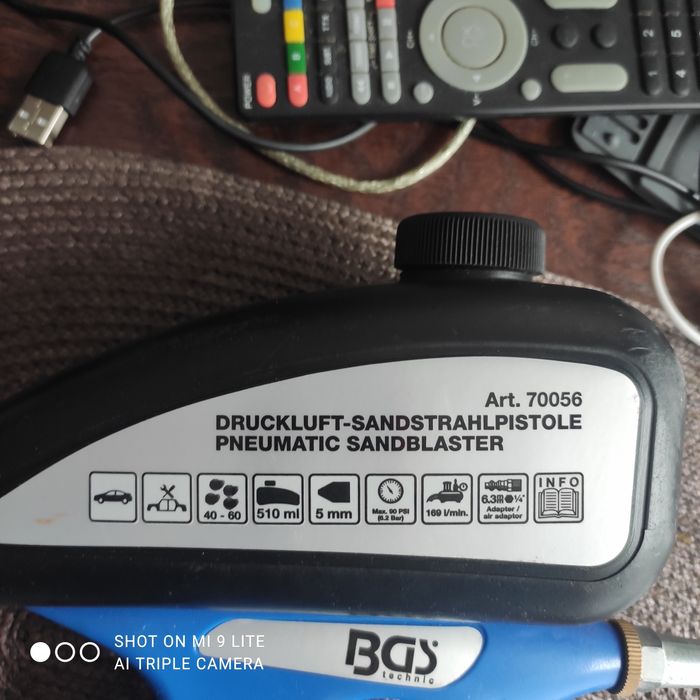 POWER
Art. 70056
DRUCKLUFT-SANDSTRAHLPISTOLE
PNEUMATIC SANDBLASTER
40 - 60
510 ml
5 mm
Max. 90 PSI
(6.2 Bar)
169 l/min.
6.3 ¼"
Adapter /
air adaptor
INFO
BGS
technic
SHOT ON MI 9 LITE
AI TRIPLE CAMERA